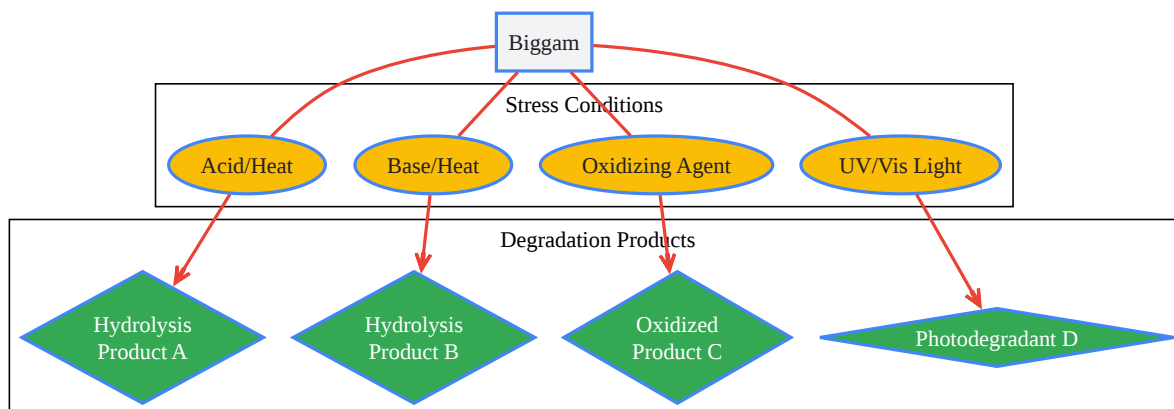 Biggam
Stress Conditions
Acid/Heat
Base/Heat
Oxidizing Agent
UV/Vis Light
Degradation Products
Hydrolysis
Product A
Hydrolysis
Product B
Oxidized
Product C
Photodegradant D